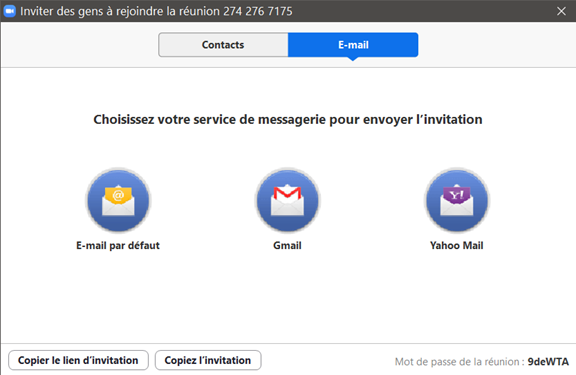 Inviter des gens à rejoindre la réunion 274 276 7175
Contacts
E-mail
Choisissez votre service de messagerie pour envoyer l'invitation
@
Y!
E-mail par défaut
Gmail
Yahoo Mail
Copier le lien d'invitation
Copiez l'invitation
Mot de passe de la réunion : 9deWTA